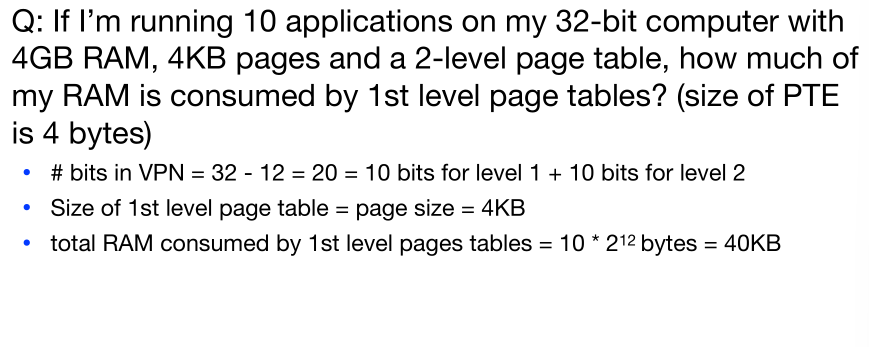 Q: If I’m running 10 applications on my 32-bit computer with
4GB RAM, 4KB pages and a 2-level page table, how much of
my RAM is consumed by 1st level page tables? (size of PTE
is 4 bytes)
• # bits in VPN = 32 - 12 = 20 = 10 bits for level 1 + 10 bits for level 2
• Size of 1st level page table = page size = 4KB
• total RAM consumed by 1st level pages tables = 10 * 2¹² bytes = 40KB